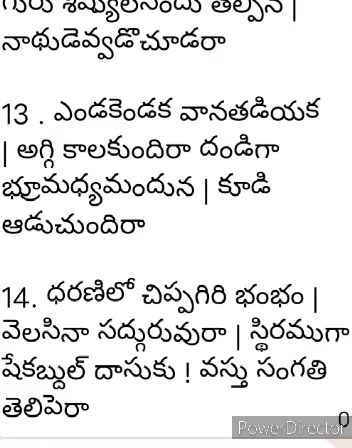 గురు శిష్యులనందు తెల్పిన |
నాథుడెవ్వడో చూడరా
13 . ఎండకెండక వానతడియక
| అగ్గి కాలకుందిరా దండిగా
భ్రూమధ్యమందున | కూడి
ఆడుచుందిరా
14. ధరణిలో చిప్పగిరి భంభం |
వెలసినా సద్గురువురా | స్థిరముగా
షేకబ్దుల్ దాసుకు ! వస్తు సంగతి
తెలిపెరా
PowerDirector